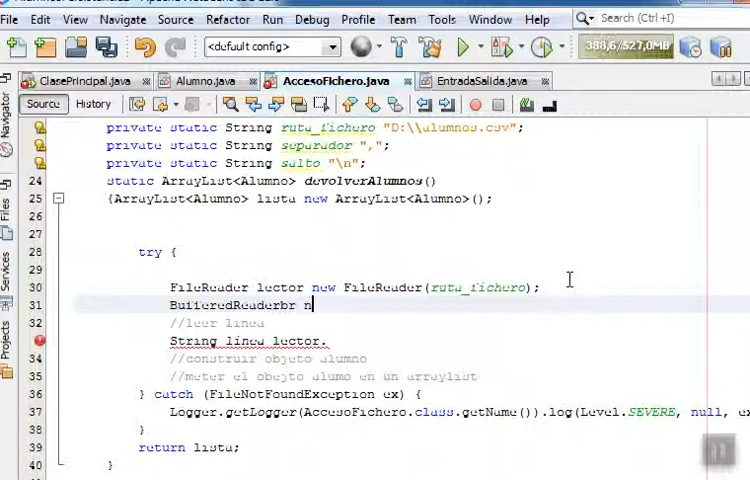 File Edit View Navigate Source Refactor Run Debug Profile Team Tools Window Help Search (Ctrl+I)
<default config> 388,6/527,0MB
ClasePrincipal.java Alumno.java AccesoFichero.java EntradaSalida.java
Source History
Navigator
Files
Services
Projects
private static String ruta_fichero "D:\\alumnos.csv";
private static String separador ",";
private static String salto "\n";
24 static ArrayList<Alumno> devolverAlumnos()
25 {ArrayList<Alumno> lista new ArrayList<Alumno>();
26
27
28 try {
29
30 FileReader lector new FileReader(ruta_fichero);
31 BufferedReaderbr n
32 //leer linea
String linea lector.
34 //construir objeto alumno
35 //meter el obejto alumo en un arraylist
36 } catch (FileNotFoundException ex) {
37 Logger.getLogger(AccesoFichero.class.getName()).log(Level.SEVERE, null, ex
38 }
39 return lista;
40 }